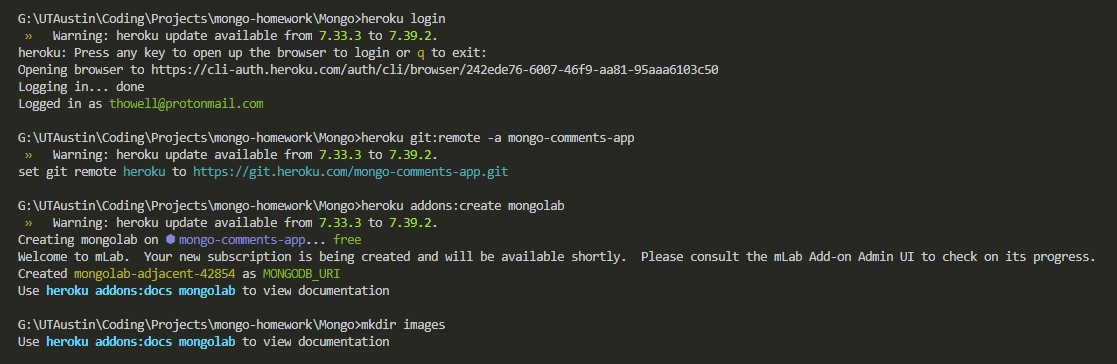 G:\UTAustin\Coding\Projects\mongo-homework\Mongo>heroku login
»   Warning: heroku update available from 7.33.3 to 7.39.2.
heroku: Press any key to open up the browser to login or q to exit:
Opening browser to https://cli-auth.heroku.com/auth/cli/browser/242ede76-6007-46f9-aa81-95aaa6103c50
Logging in... done
Logged in as thowell@protonmail.com
G:\UTAustin\Coding\Projects\mongo-homework\Mongo>heroku git:remote -a mongo-comments-app
»   Warning: heroku update available from 7.33.3 to 7.39.2.
set git remote heroku to https://git.heroku.com/mongo-comments-app.git
G:\UTAustin\Coding\Projects\mongo-homework\Mongo>heroku addons:create mongolab
»   Warning: heroku update available from 7.33.3 to 7.39.2.
Creating mongolab on ⬢ mongo-comments-app... free
Welcome to mLab.  Your new subscription is being created and will be available shortly.  Please consult the mLab Add-on Admin UI to check on its progress.
Created mongolab-adjacent-42854 as MONGODB_URI
Use heroku addons:docs mongolab to view documentation
G:\UTAustin\Coding\Projects\mongo-homework\Mongo>mkdir images
Use heroku addons:docs mongolab to view documentation